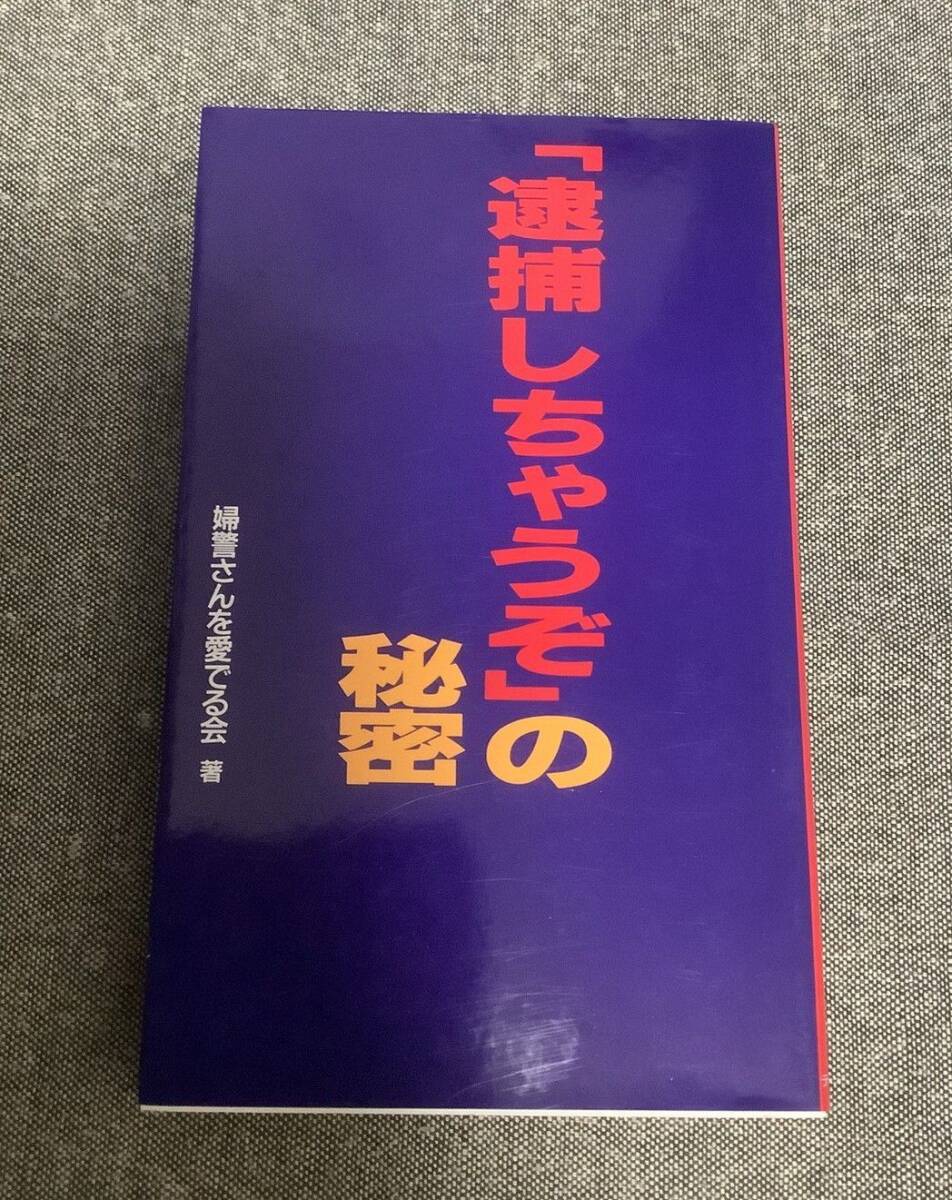 「逮捕しちゃうぞ」の
秘密
婦警さんを愛でる会 著